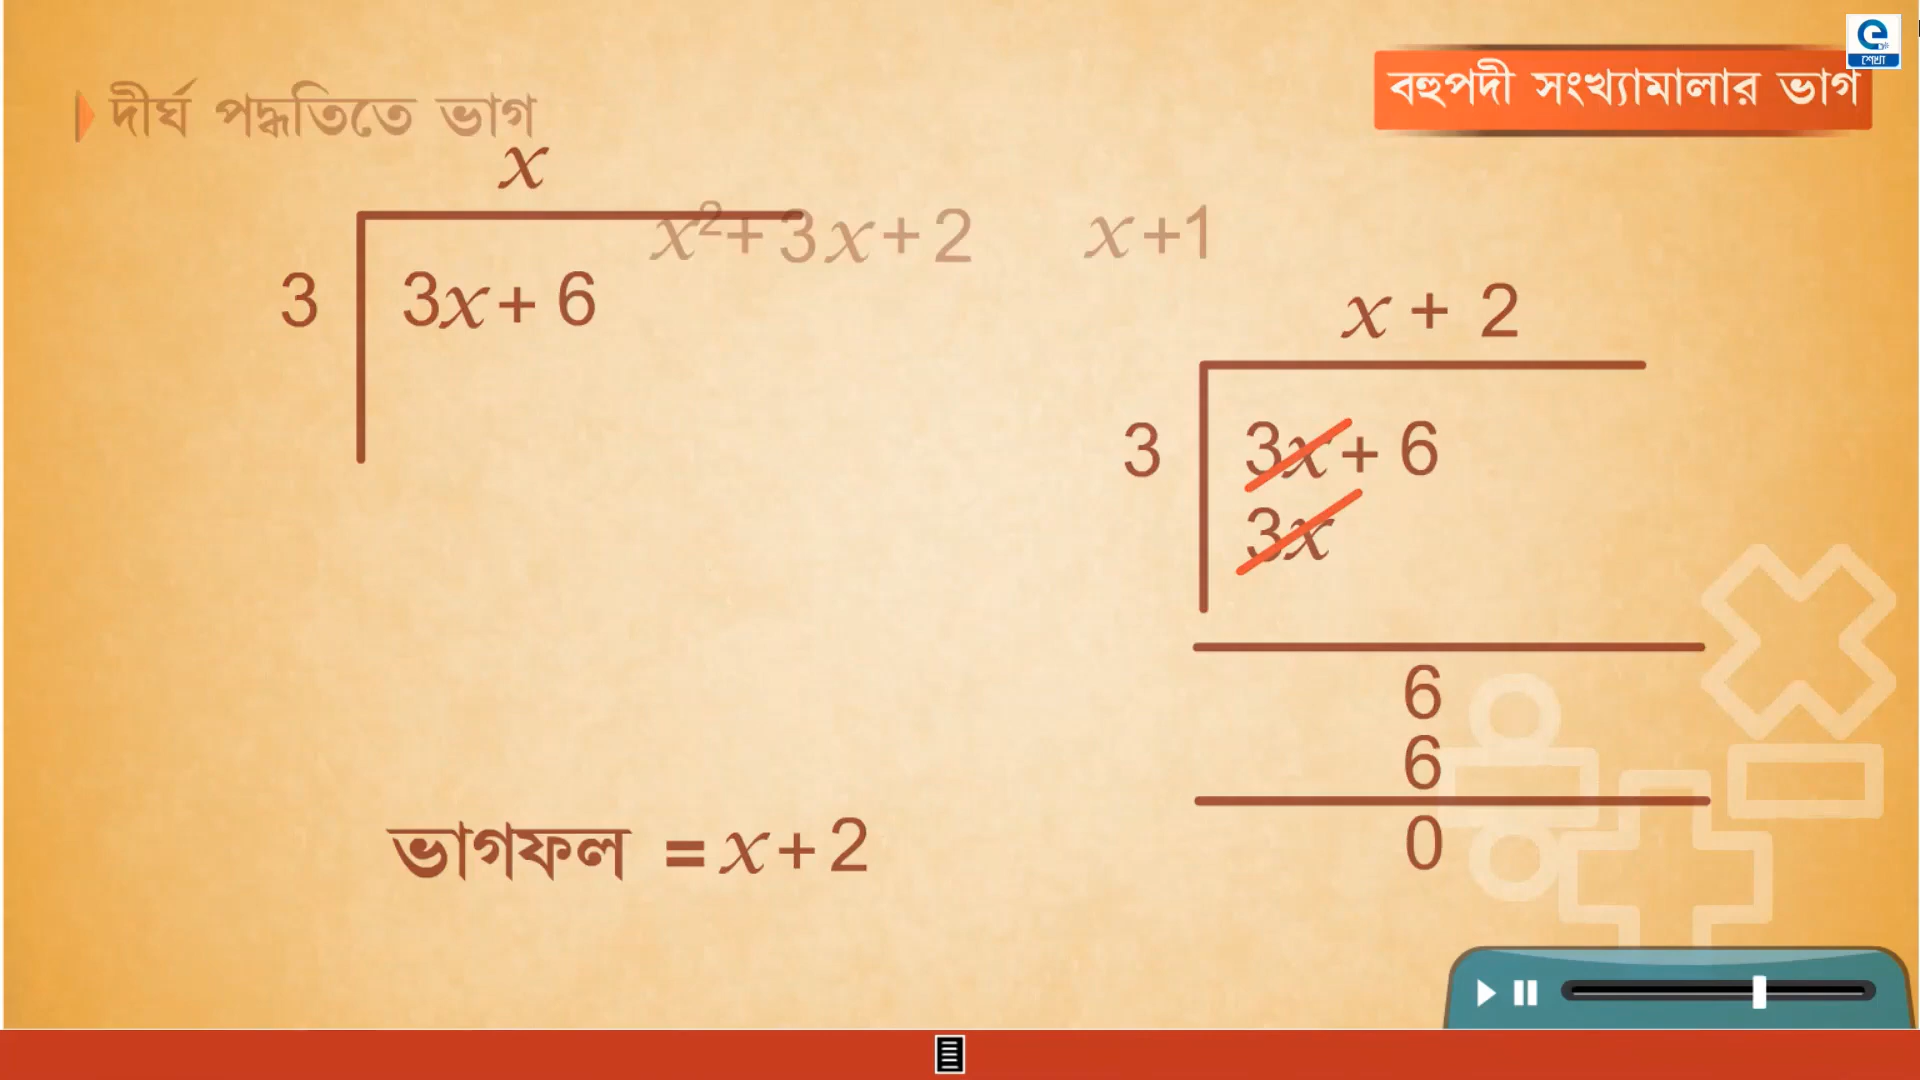 শেখা
বহুপদী সংখ্যামালার ভাগ
দীর্ঘ পদ্ধতিতে ভাগ
x
x²+3x+2 x+1
3 3x+6
x + 2
3 3x+ 6
3x
6
6
0
ভাগফল =x+2